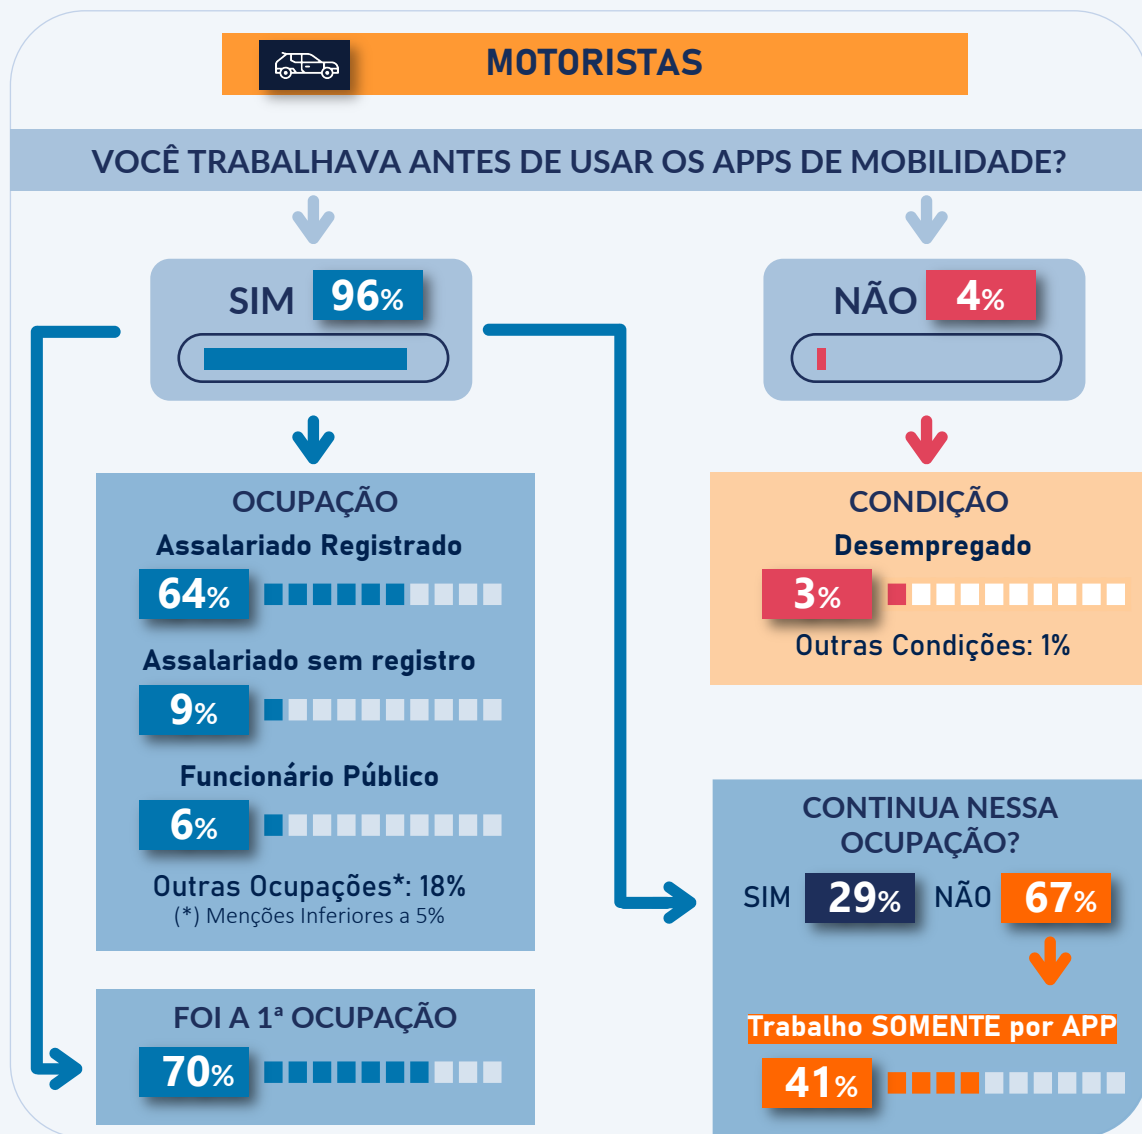 MOTORISTAS
VOCÊ TRABALHAVA ANTES DE USAR OS APPS DE MOBILIDADE?
SIM 96%
NÃO 4%
OCUPAÇÃO
Assalariado Registrado
64%
Assalariado sem registro
9%
Funcionário Público
6%
Outras Ocupações*: 18%
(*) Menções Inferiores a 5%
FOI A 1ª OCUPAÇÃO
70%
CONDIÇÃO
Desempregado
3%
Outras Condições: 1%
CONTINUA NESSA
OCUPAÇÃO?
SIM 29% NÃO 67%
Trabalho SOMENTE por APP
41%